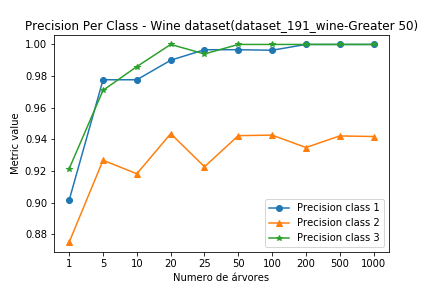 Precision Per Class - Wine dataset(dataset_191_wine-Greater 50)
1.00
0.98
0.96
0.94
0.92
0.90
0.88
Metric value
1 5 10 20 25 50 100 200 500 1000
Numero de árvores
Precision class 1
Precision class 2
Precision class 3